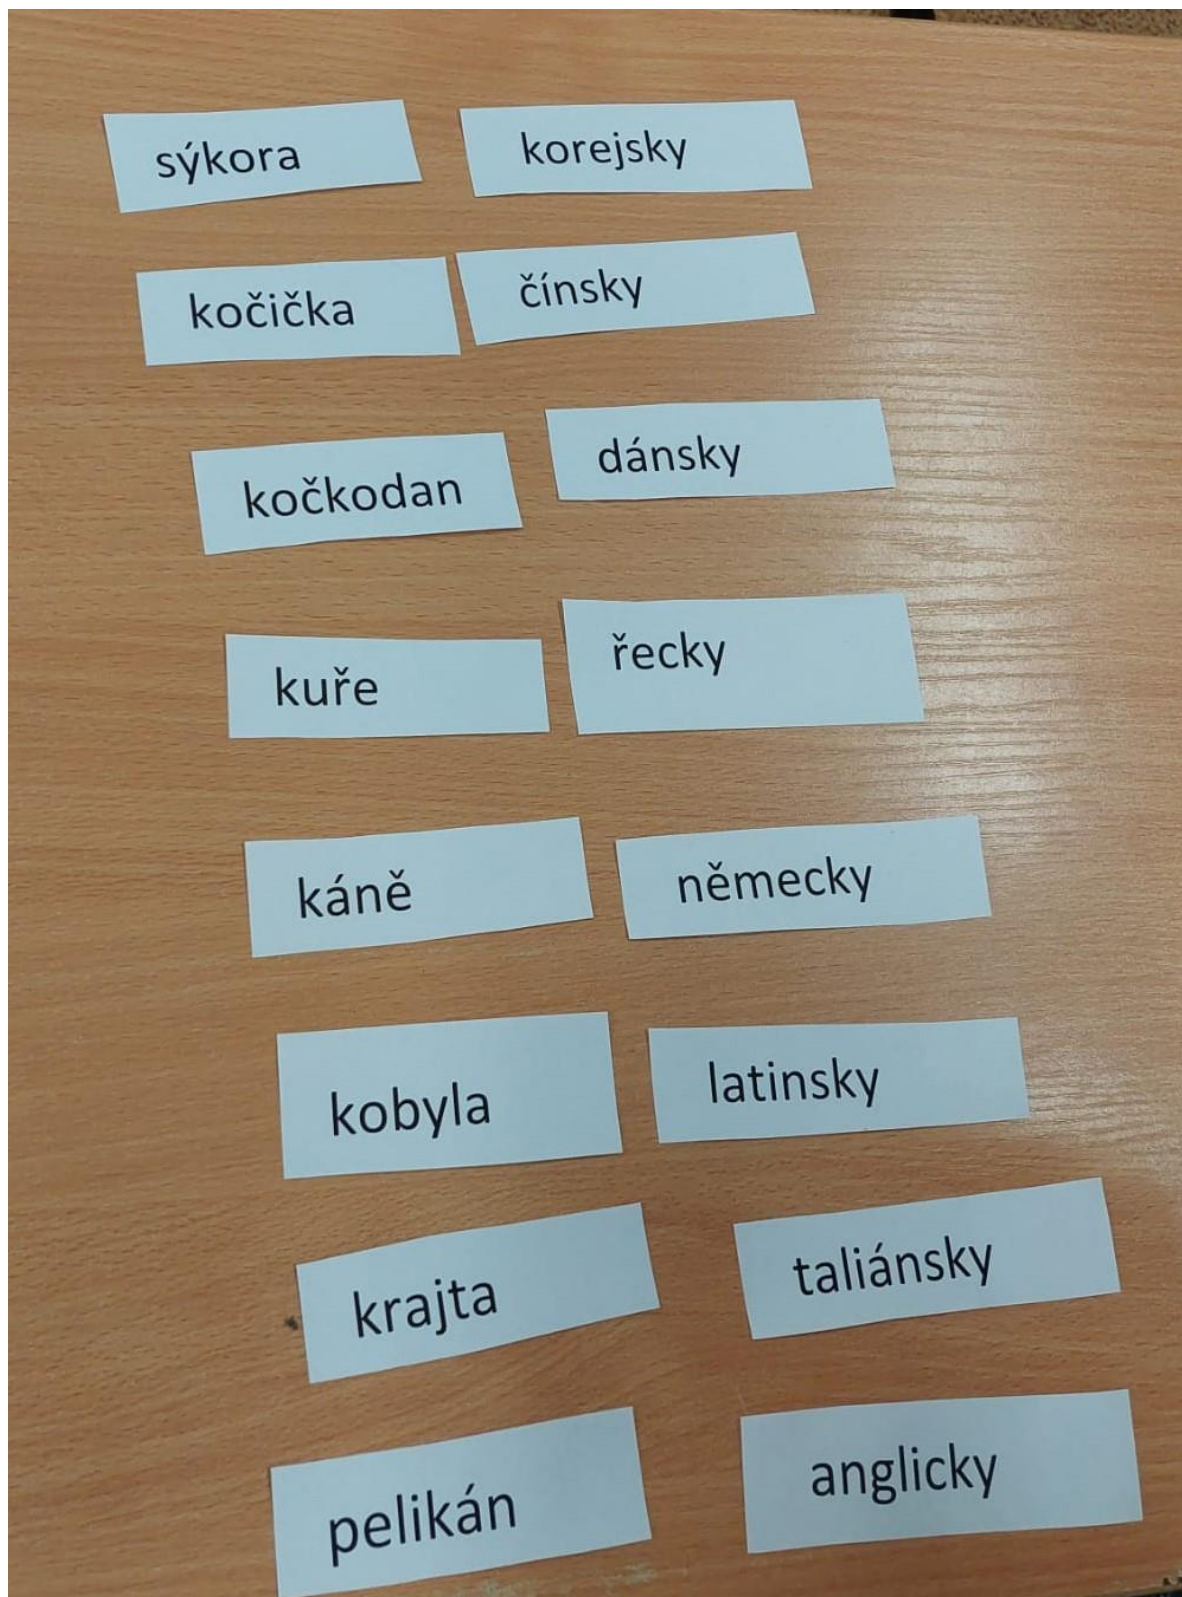 sýkora korejsky
kočička čínsky
kočkodan dánsky
kuře řecky
káně německy
kobyla latinsky
krajta taliánsky
pelikán anglicky